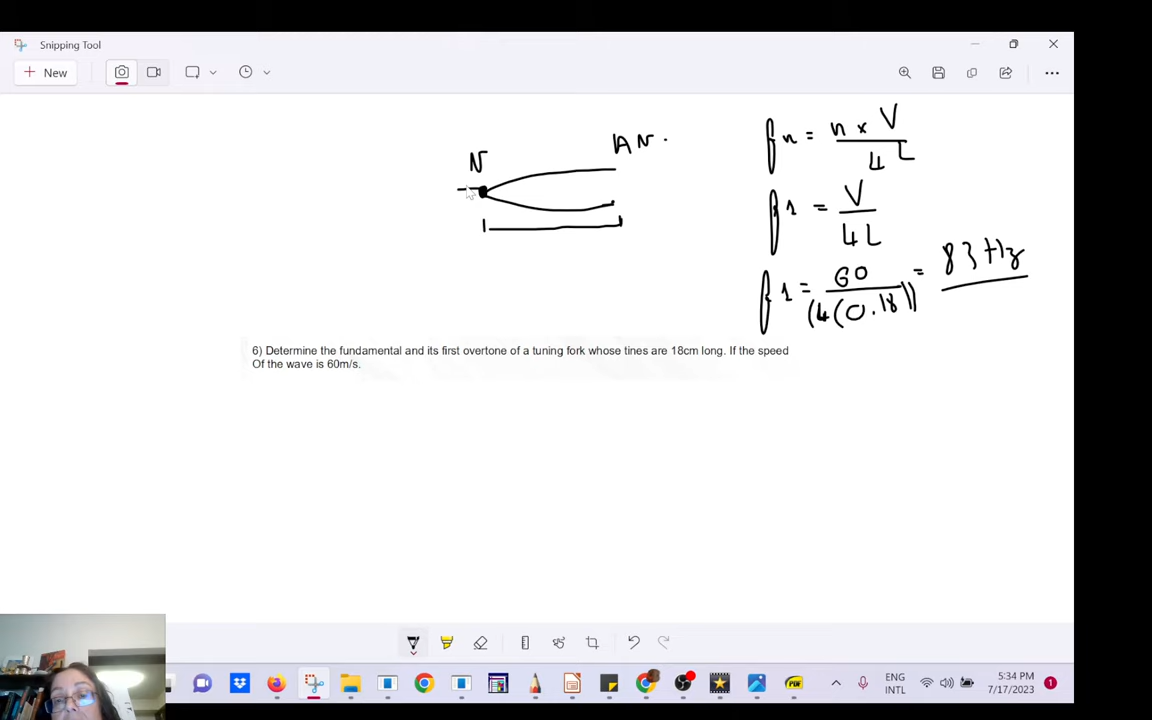 Snipping Tool
New
N
AN.
fn = n x V / 4L
f1 = V / 4L
f1 = 60 / (4(0.18)) = 83Hz
6) Determine the fundamental and its first overtone of a tuning fork whose tines are 18cm long. If the speed
Of the wave is 60m/s.
ENG
INTL
5:34 PM
7/17/2023
1